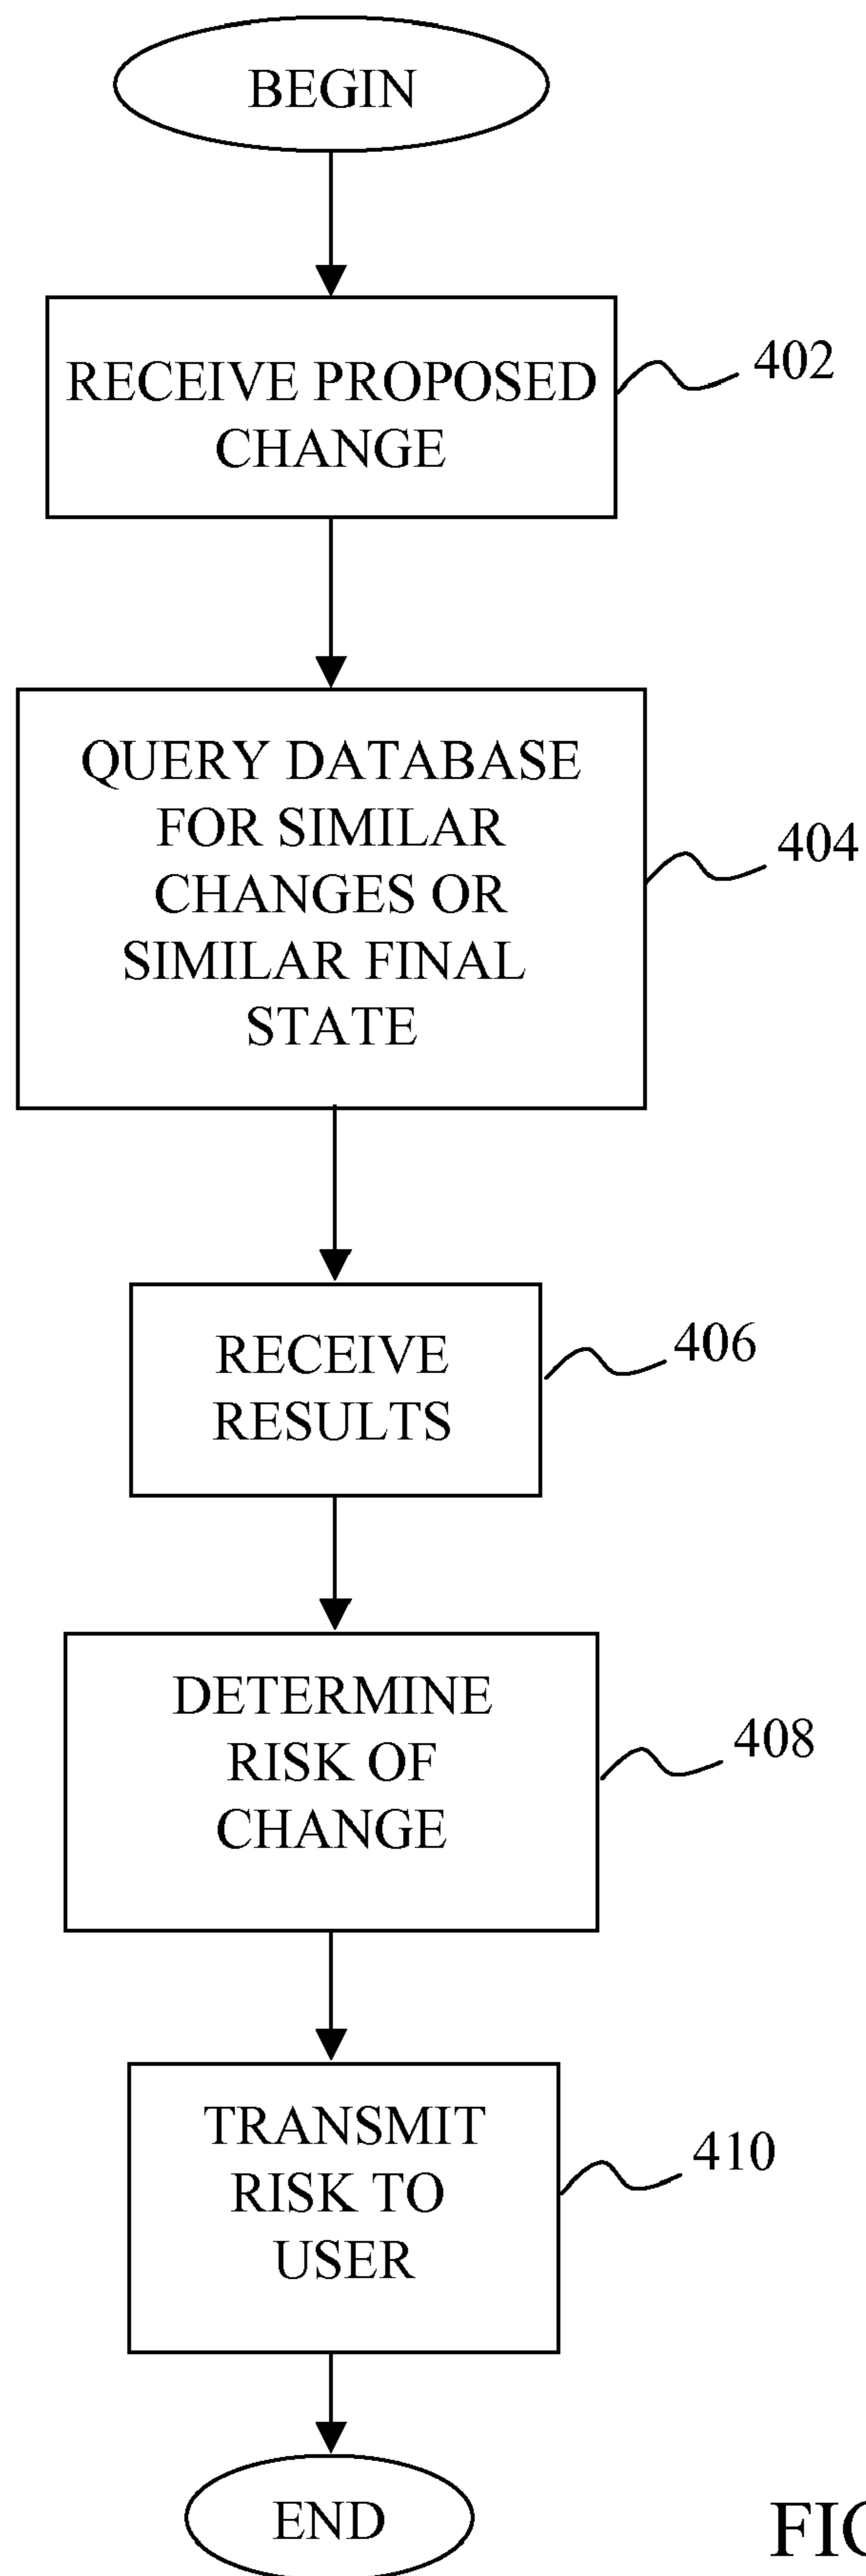 BEGIN
RECEIVE PROPOSED
CHANGE
402
QUERY DATABASE
FOR SIMILAR
CHANGES OR
SIMILAR FINAL
STATE
404
RECEIVE
RESULTS
406
DETERMINE
RISK OF
CHANGE
408
TRANSMIT
RISK TO
USER
410
END